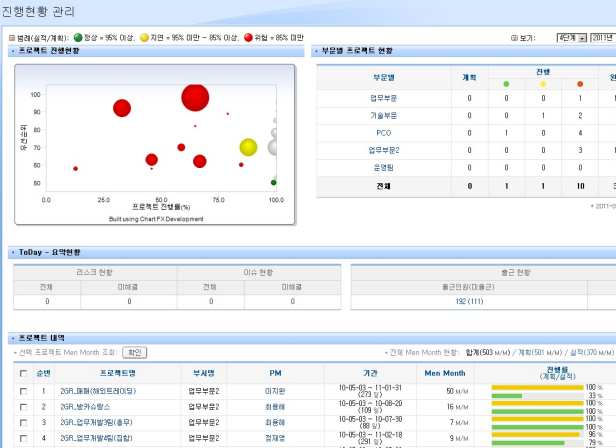 진행현황 관리
범례(실적/계획): 정상 = 95% 이상, 지연 = 95% 미만 ~ 85% 이상, 위험 = 85% 미만
보기: 4단계 2011년
프로젝트 진행현황
부문별 프로젝트 현황
100
90
80
70
60
50
우선순위
0.0 25.0 50.0 75.0 100.0
프로젝트 진행률(%)
Built using Chart FX Development
부문별 계획 진행
업무부문 0 0 0 1
기술부문 0 0 1 2
PCO 0 1 0 4
업무부문2 0 0 0 3
운영팀 0 0 0 0
전체 0 1 1 10
ToDay - 요약현황
리스크 현황 이슈 현황 출근 현황
전체 미해결 전체 미해결 출근인원(미출근)
0 0 0 0 192 (111)
프로젝트 내역
선택 프로젝트 Men Month 조회: 확인
전체 Men Month 현황: 합계(503 M/M) / 계획(501 M/M) / 실적(370 M/M)
순번 프로젝트명 부서명 PM 기간 Men Month 진행률 (계획/실적)
1 2GR_매매(해외트레이딩) 업무부문2 이지완 10-05-03 ~ 11-01-31 (273 일) 50 M/M 100 % 33 %
2 2GR_방카슈랑스 업무부문2 최용해 10-05-03 ~ 10-08-20 (109 일) 16 M/M 100 % 100 %
3 2GR_업무개발3팀(총무) 업무부문2 최용해 10-05-03 ~ 10-07-30 (88 일) 7 M/M 100 % 100 %
4 2GR_업무개발4팀(집합) 업무부문2 정재영 10-05-03 ~ 11-02-18 (291 일) 9 M/M 96 % 79 %